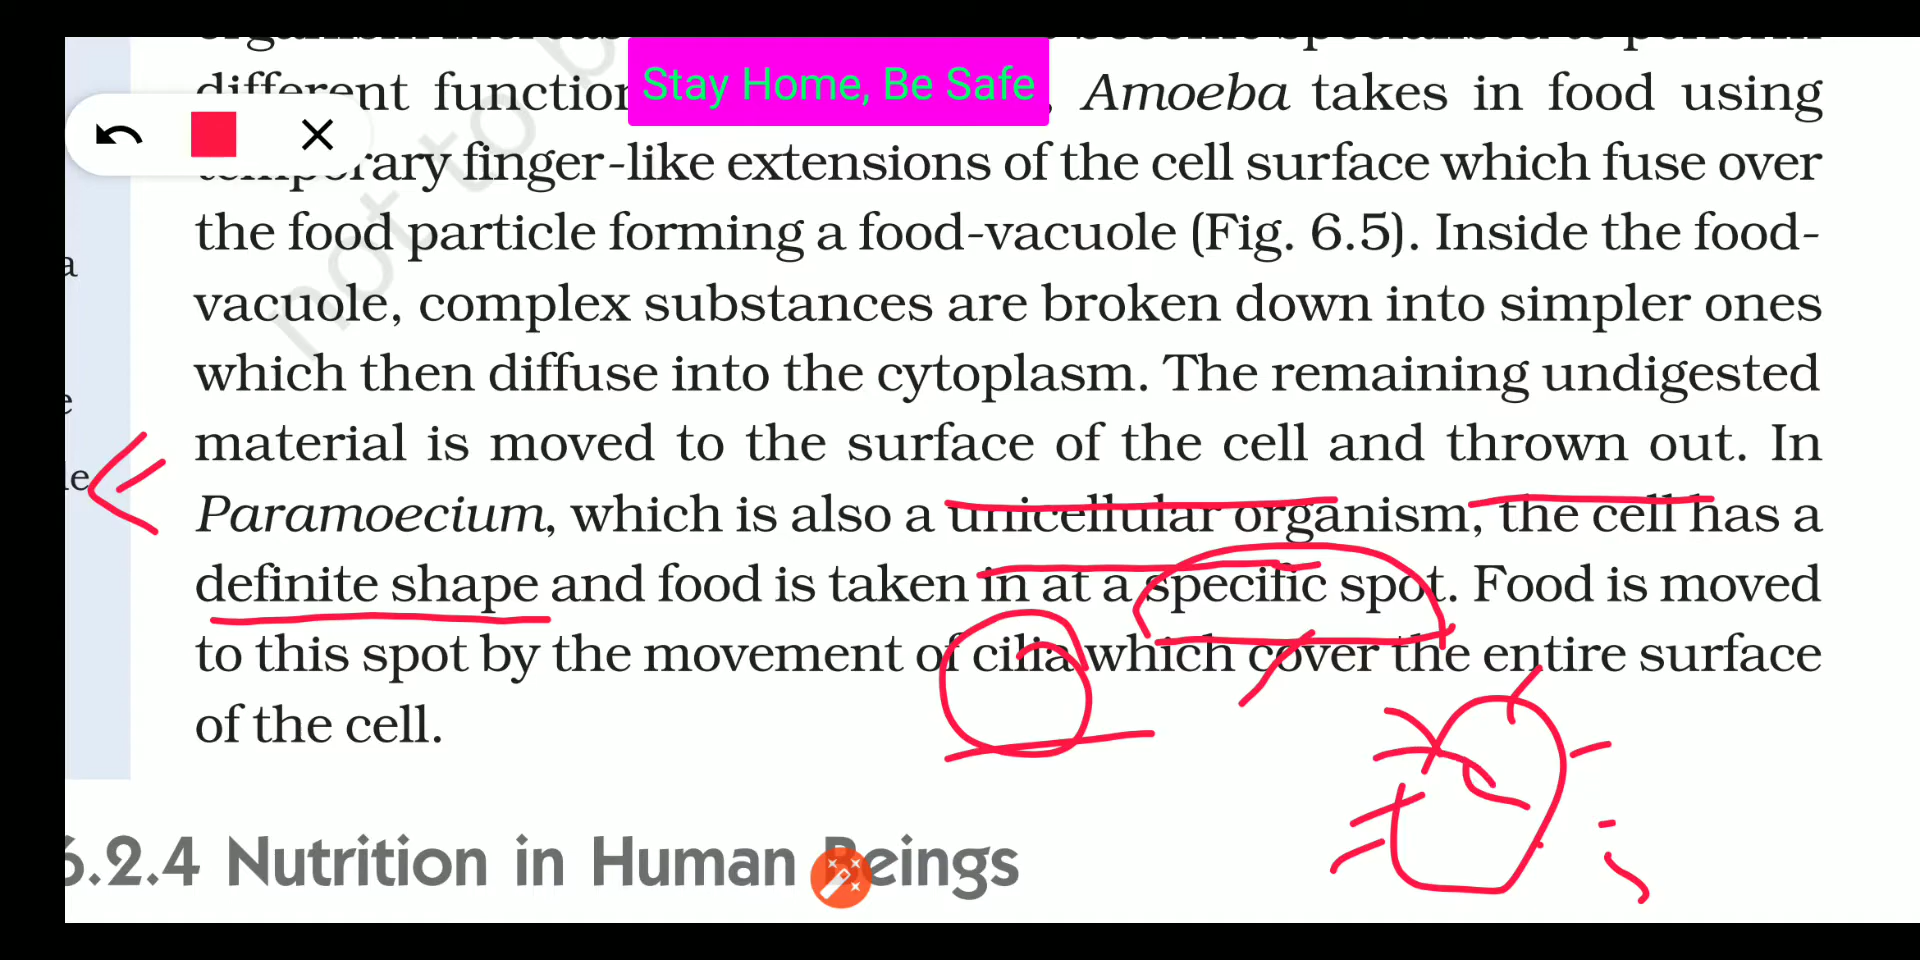 Stay Home, Be Safe
different Amoeba takes in food using
finger-like extensions of the cell surface which fuse over
the food particle forming a food-vacuole (Fig. 6.5). Inside the food-
vacuole, complex substances are broken down into simpler ones
which then diffuse into the cytoplasm. The remaining undigested
material is moved to the surface of the cell and thrown out. In
Paramoecium, which is also a unicellular organism, the cell has a
definite shape and food is taken in at a specific spot. Food is moved
to this spot by the movement of cilia which cover the entire surface
of the cell.
6.2.4 Nutrition in Human Beings
not to b